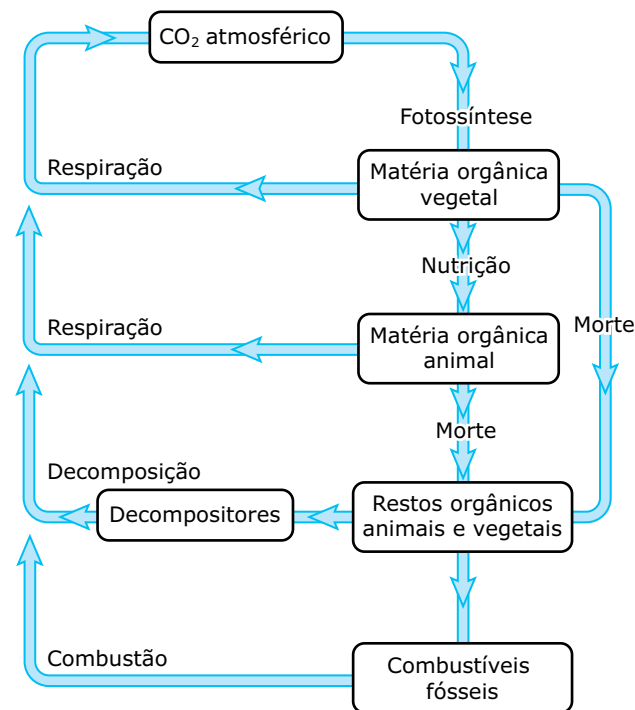 CO₂ atmosférico
Fotossíntese
Respiração
Matéria orgânica
vegetal
Nutrição
Respiração
Matéria orgânica
animal
Morte
Morte
Decomposição
Decompositores
Restos orgânicos
animais e vegetais
Combustão
Combustíveis
fósseis